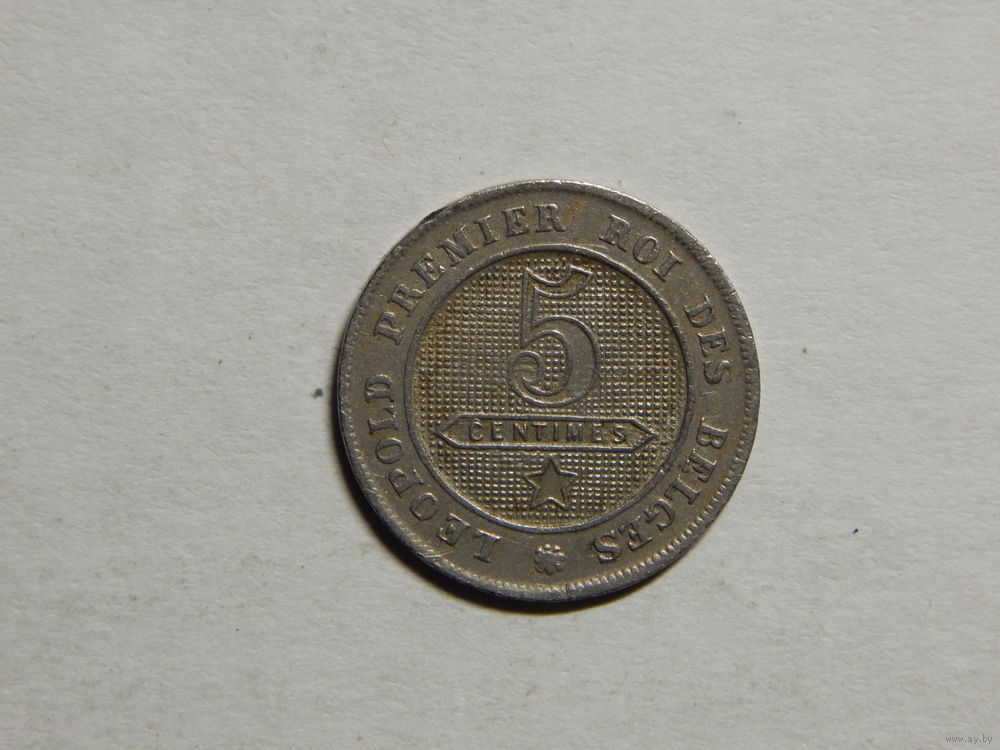 LEOPOLD PREMIER ROI DES BELGES
5
CENTIMES
www.ay.by